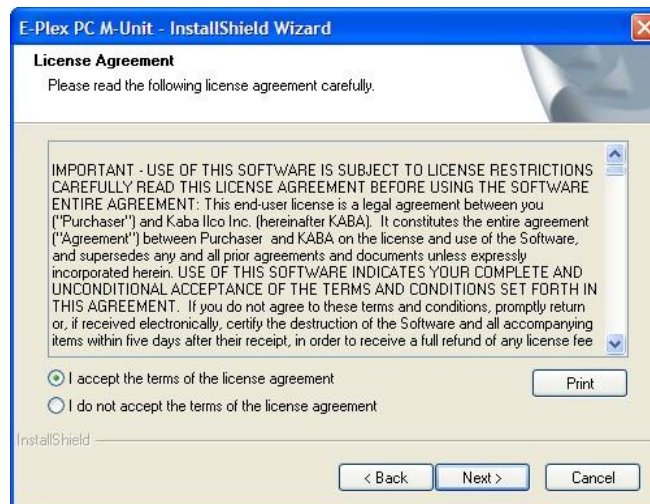 E-Plex PC M-Unit - InstallShield Wizard
License Agreement
Please read the following license agreement carefully.
IMPORTANT - USE OF THIS SOFTWARE IS SUBJECT TO LICENSE RESTRICTIONS
CAREFULLY READ THIS LICENSE AGREEMENT BEFORE USING THE SOFTWARE
ENTIRE AGREEMENT: This end-user license is a legal agreement between you
("Purchaser") and Kaba Ilco Inc. (hereinafter KABA). It constitutes the entire agreement
("Agreement") between Purchaser and KABA on the license and use of the Software,
and supersedes any and all prior agreements and documents unless expressly
incorporated herein. USE OF THIS SOFTWARE INDICATES YOUR COMPLETE AND
UNCONDITIONAL ACCEPTANCE OF THE TERMS AND CONDITIONS SET FORTH IN
THIS AGREEMENT. If you do not agree to these terms and conditions, promptly return
or, if received electronically, certify the destruction of the Software and all accompanying
items within five days after their receipt, in order to receive a full refund of any license fee
I accept the terms of the license agreement
Print
I do not accept the terms of the license agreement
InstallShield
< Back
Next >
Cancel